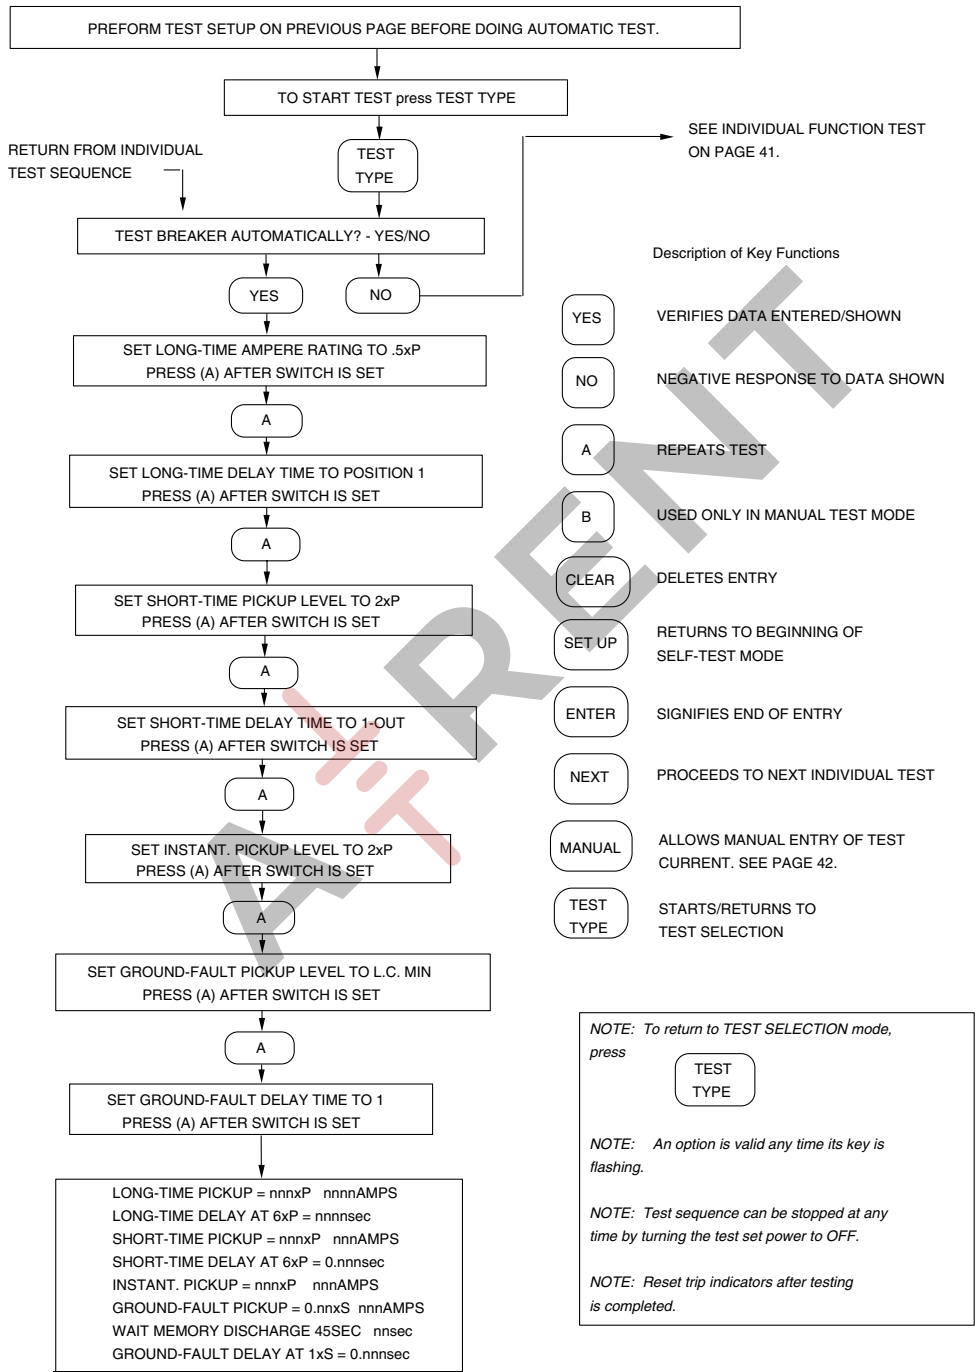 PREFORM TEST SETUP ON PREVIOUS PAGE BEFORE DOING AUTOMATIC TEST.
TO START TEST press TEST TYPE
TEST
TYPE
SEE INDIVIDUAL FUNCTION TEST
ON PAGE 41.
RETURN FROM INDIVIDUAL
TEST SEQUENCE
TEST BREAKER AUTOMATICALLY? - YES/NO
YES
NO
SET LONG-TIME AMPERE RATING TO .5xP
PRESS (A) AFTER SWITCH IS SET
A
SET LONG-TIME DELAY TIME TO POSITION 1
PRESS (A) AFTER SWITCH IS SET
A
SET SHORT-TIME PICKUP LEVEL TO 2xP
PRESS (A) AFTER SWITCH IS SET
A
SET SHORT-TIME DELAY TIME TO 1-OUT
PRESS (A) AFTER SWITCH IS SET
A
SET INSTANT. PICKUP LEVEL TO 2xP
PRESS (A) AFTER SWITCH IS SET
A
SET GROUND-FAULT PICKUP LEVEL TO L.C. MIN
PRESS (A) AFTER SWITCH IS SET
A
SET GROUND-FAULT DELAY TIME TO 1
PRESS (A) AFTER SWITCH IS SET
LONG-TIME PICKUP = nnnxP nnnnAMPS
LONG-TIME DELAY AT 6xP = nnnnsec
SHORT-TIME PICKUP = nnnxP nnnAMPS
SHORT-TIME DELAY AT 6xP = 0.nnnsec
INSTANT. PICKUP = nnnxP nnnAMPS
GROUND-FAULT PICKUP = 0.nnxS nnnAMPS
WAIT MEMORY DISCHARGE 45SEC nnsec
GROUND-FAULT DELAY AT 1xS = 0.nnnsec
Description of Key Functions
YES VERIFIES DATA ENTERED/SHOWN
NO NEGATIVE RESPONSE TO DATA SHOWN
A REPEATS TEST
B USED ONLY IN MANUAL TEST MODE
CLEAR DELETES ENTRY
SET UP RETURNS TO BEGINNING OF
SELF-TEST MODE
ENTER SIGNIFIES END OF ENTRY
NEXT PROCEEDS TO NEXT INDIVIDUAL TEST
MANUAL ALLOWS MANUAL ENTRY OF TEST
CURRENT. SEE PAGE 42.
TEST STARTS/RETURNS TO
TYPE TEST SELECTION
NOTE: To return to TEST SELECTION mode,
press
TEST
TYPE
NOTE: An option is valid any time its key is
flashing.
NOTE: Test sequence can be stopped at any
time by turning the test set power to OFF.
NOTE: Reset trip indicators after testing
is completed.
ATRENT